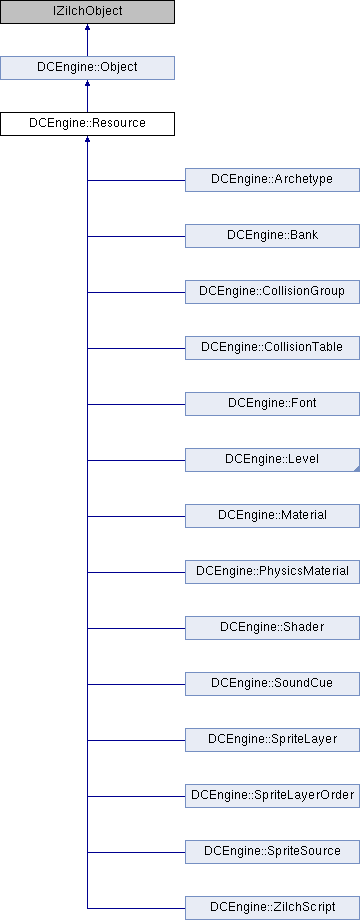 IZilchObject
DCEngine::Object
DCEngine::Resource
DCEngine::Archetype
DCEngine::Bank
DCEngine::CollisionGroup
DCEngine::CollisionTable
DCEngine::Font
DCEngine::Level
DCEngine::Material
DCEngine::PhysicsMaterial
DCEngine::Shader
DCEngine::SoundCue
DCEngine::SpriteLayer
DCEngine::SpriteLayerOrder
DCEngine::SpriteSource
DCEngine::ZilchScript